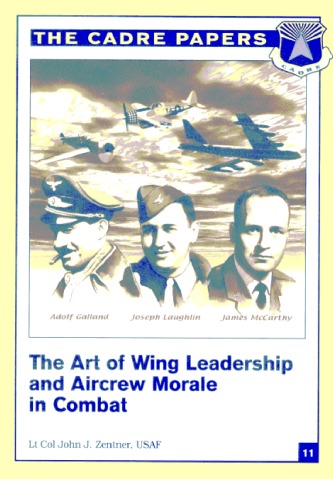 THE CADRE PAPERS
CADRE
Adolf Galland Joseph Laughlin James McCarthy
The Art of Wing Leadership
and Aircrew Morale
in Combat
Lt Col John J. Zentner, USAF
11